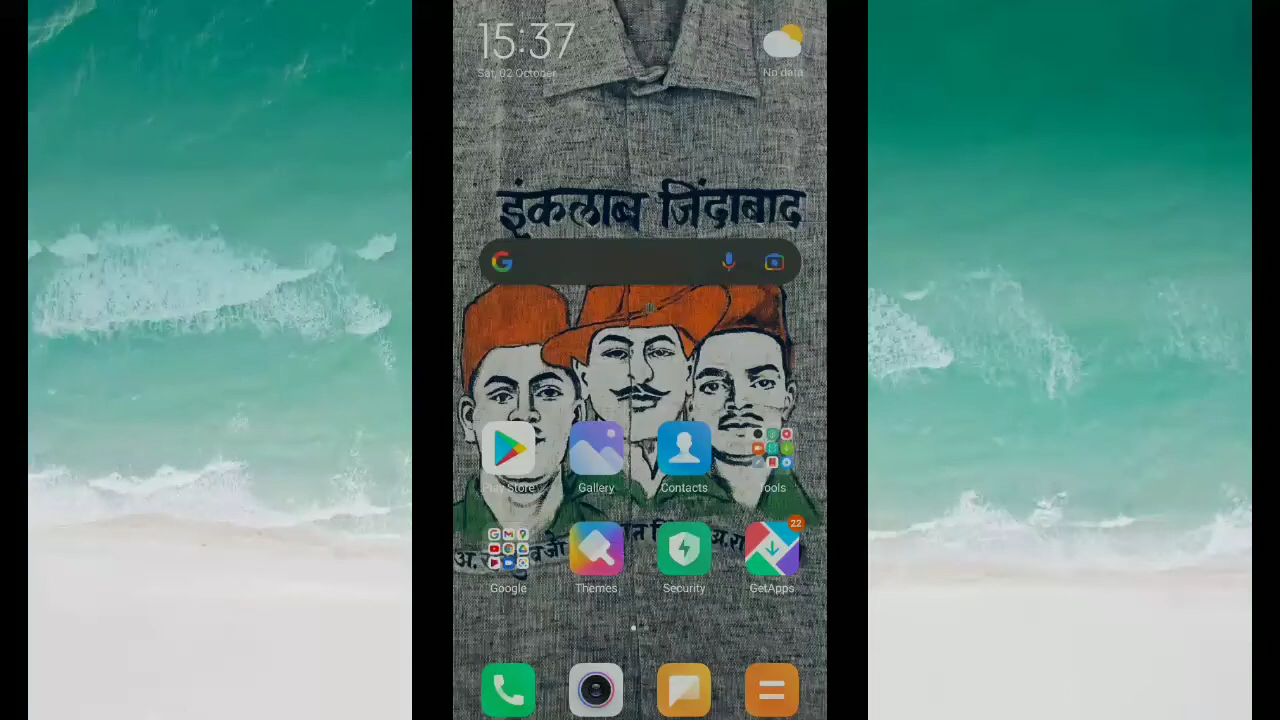 15:37
Sat, 02 October
No data
इंकलाब जिंदाबाद
Play Store
Gallery
Contacts
Tools
22
Google
Themes
Security
GetApps